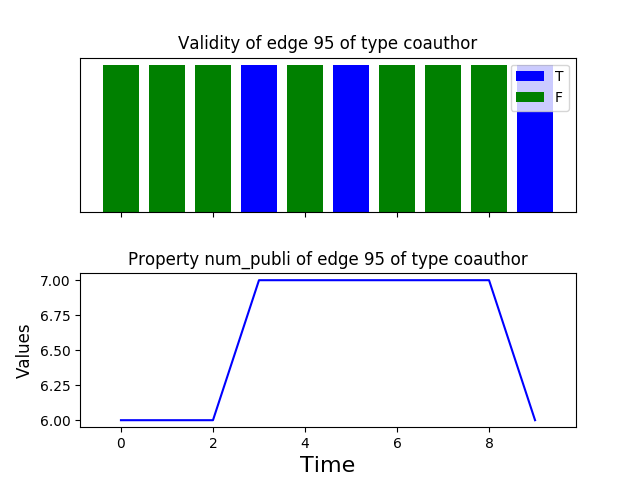 Validity of edge 95 of type coauthor
T
F
Property num_publi of edge 95 of type coauthor
7.00
6.75
6.50
6.25
6.00
Values
0 2 4 6 8
Time